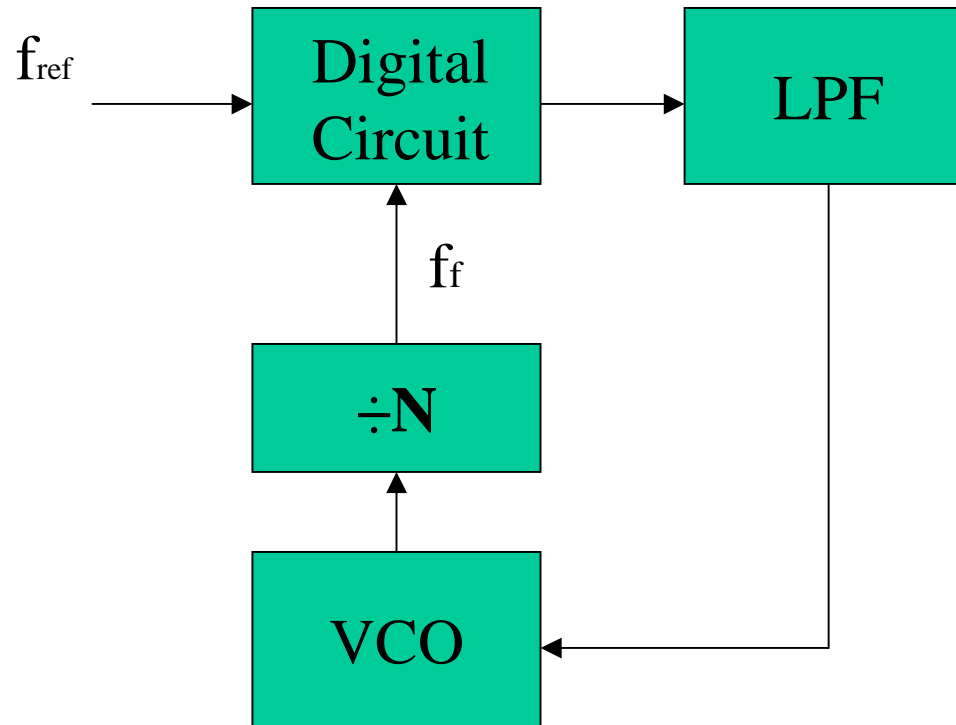 fref
Digital
Circuit
LPF
ff
÷N
VCO